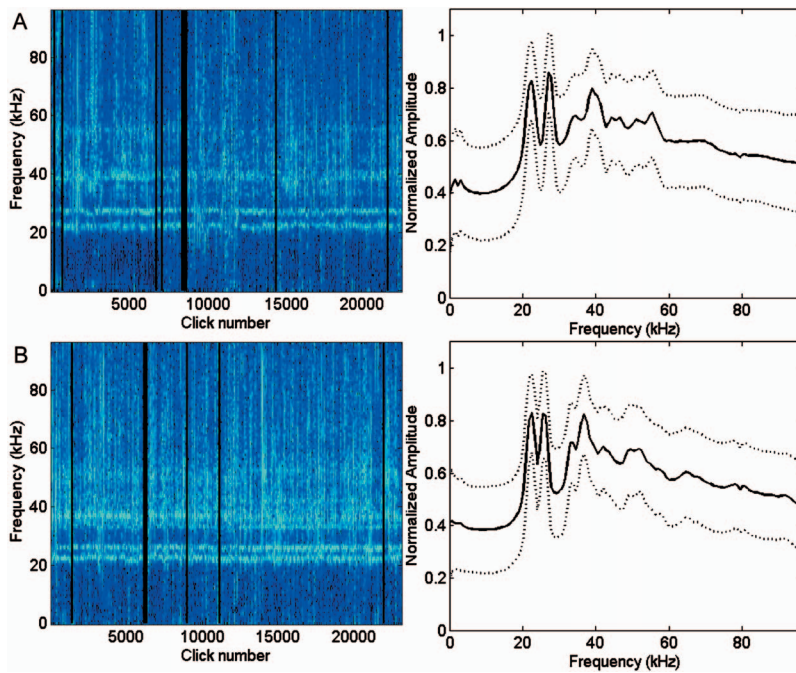 A
Frequency (kHz)
80
60
40
20
0
5000 10000 15000 20000
Click number
Normalized Amplitude
1
0.8
0.6
0.4
0.2
0 20 40 60 80
Frequency (kHz)
B
Frequency (kHz)
80
60
40
20
0
5000 10000 15000 20000
Click number
Normalized Amplitude
1
0.8
0.6
0.4
0.2
0 20 40 60 80
Frequency (kHz)